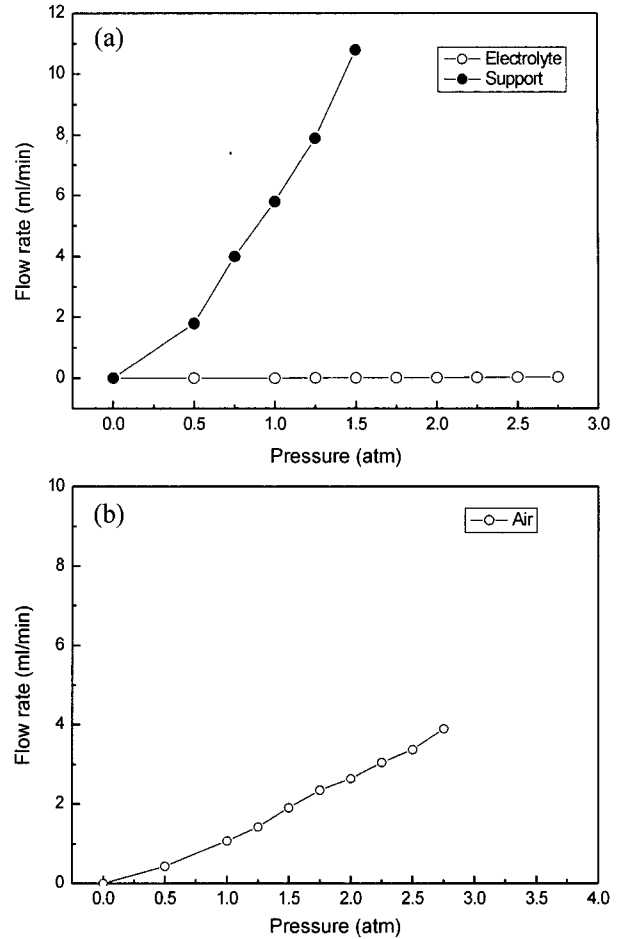 (a)
Electrolyte
Support
12
10
8
6
4
2
0
Flow rate (ml/min)
0.0 0.5 1.0 1.5 2.0 2.5 3.0
Pressure (atm)
(b)
Air
10
8
6
4
2
0
Flow rate (ml/min)
0.0 0.5 1.0 1.5 2.0 2.5 3.0 3.5 4.0
Pressure (atm)